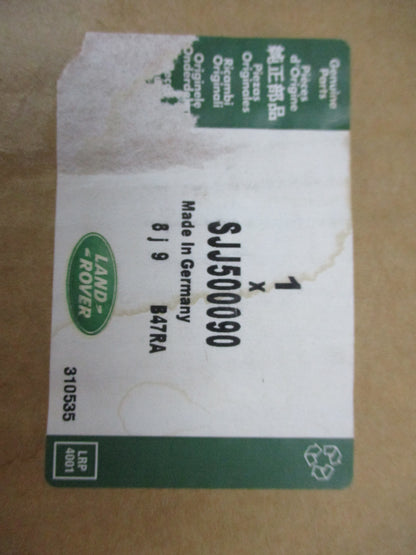 Genuine
Parts
Pièces
d'Origine
純正部品
Piezas
Originales
Ricambi
Originali
Originele
Onderdelen
1
x
SJJ500090
Made In Germany
8 j 9 B47RA
LAND
ROVER
310535
LRP
4001